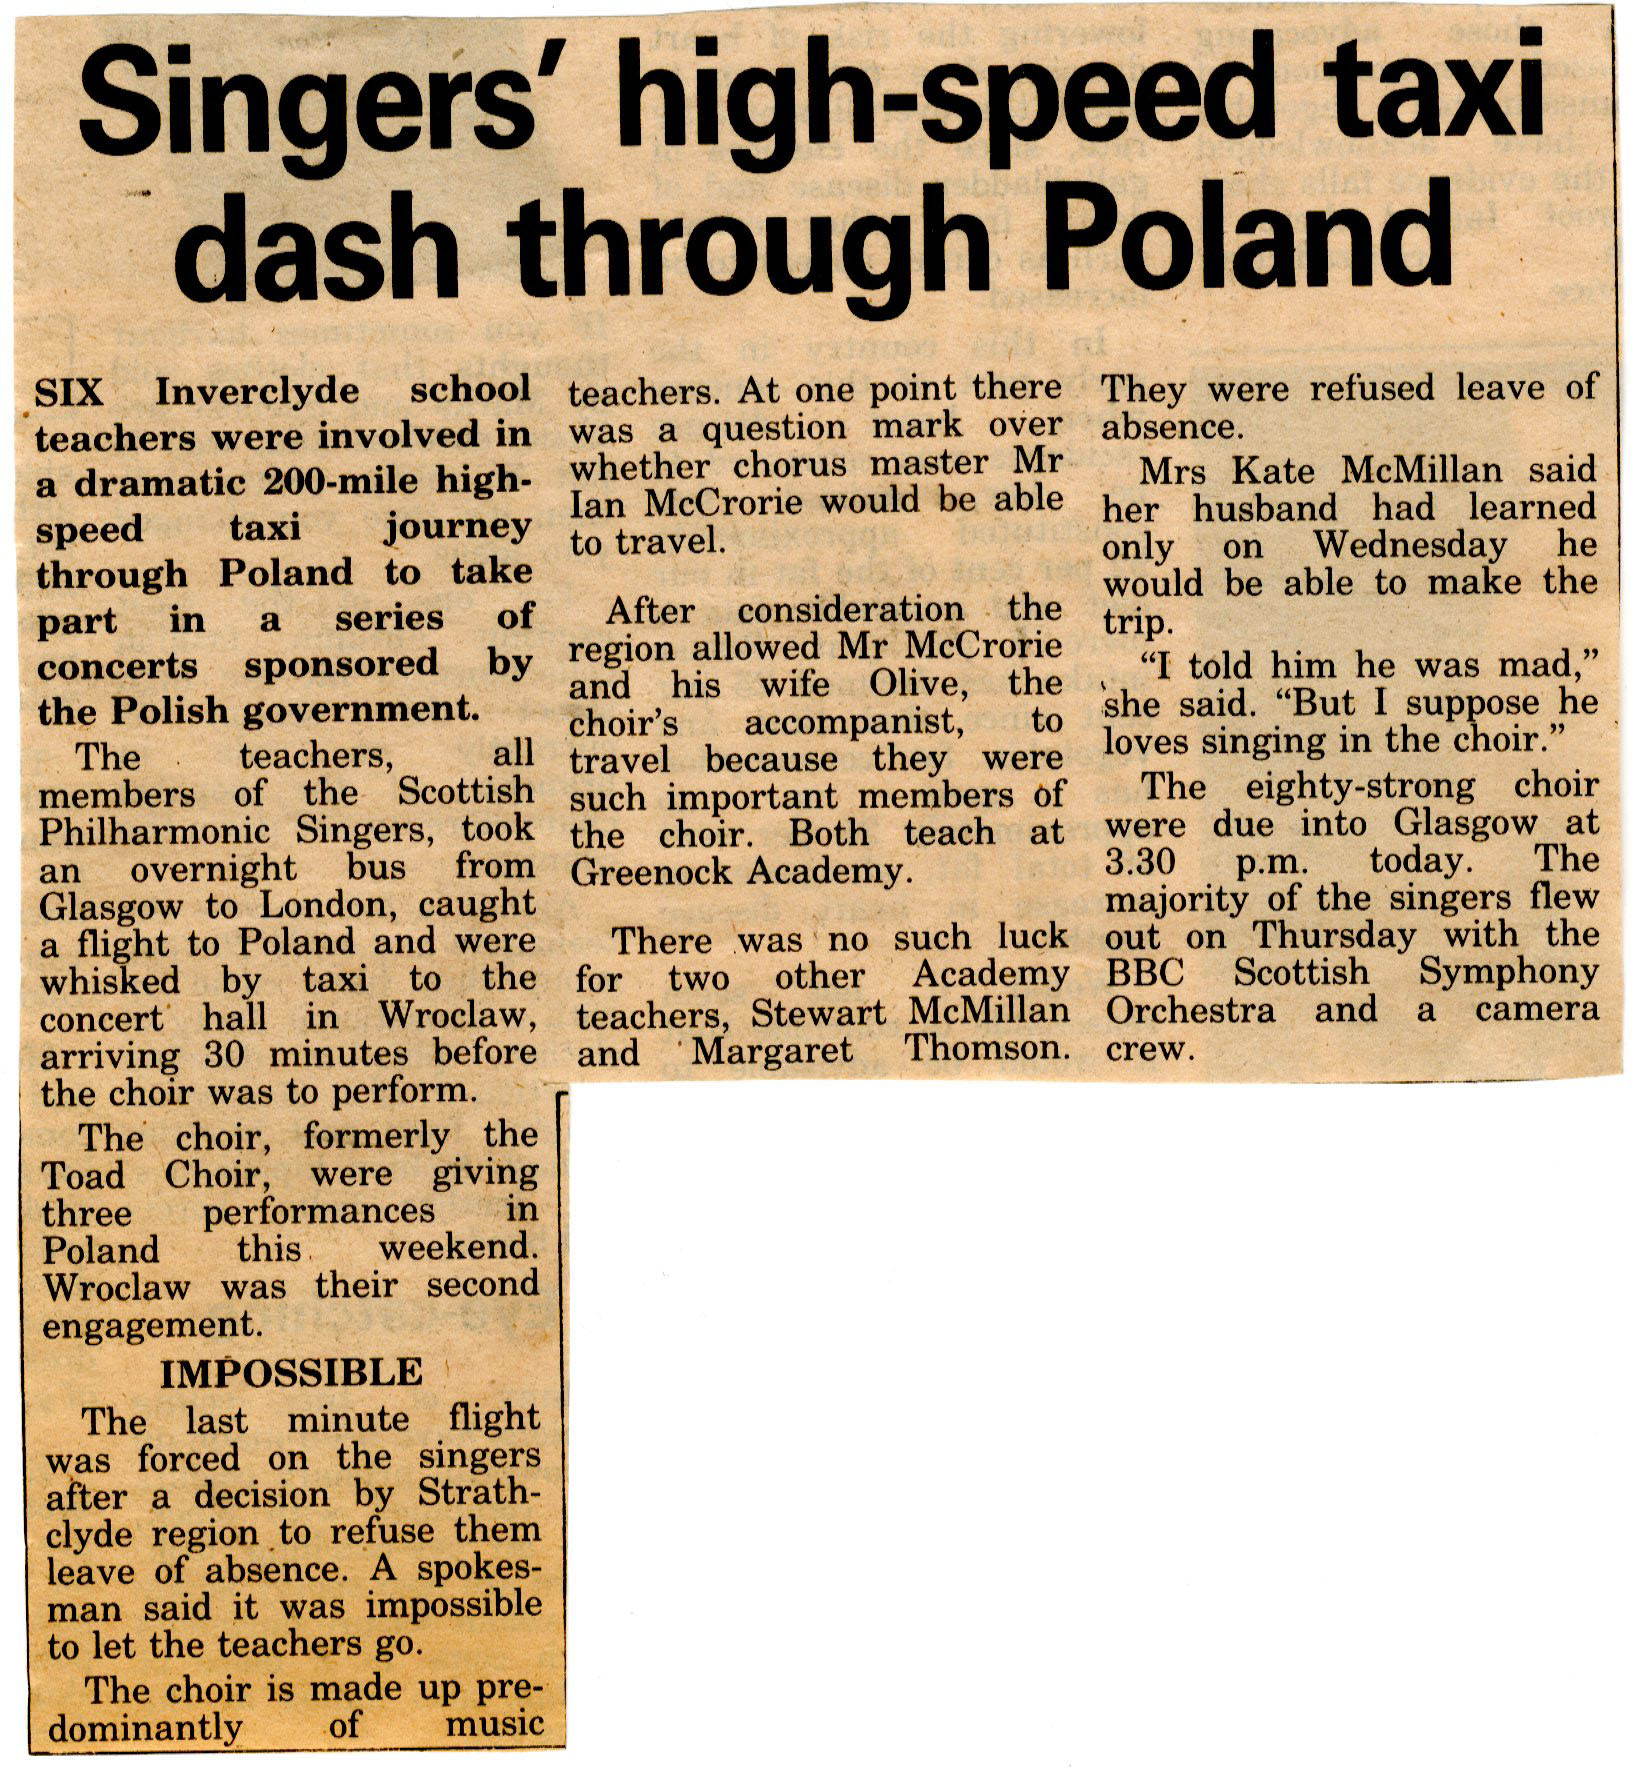 Singers' high-speed taxi
dash through Poland
SIX Inverclyde school
teachers were involved in
a dramatic 200-mile high-
speed taxi journey
through Poland to take
part in a series of
concerts sponsored by
the Polish government.
The teachers, all
members of the Scottish
Philharmonic Singers, took
an overnight bus from
Glasgow to London, caught
a flight to Poland and were
whisked by taxi to the
concert hall in Wroclaw,
arriving 30 minutes before
the choir was to perform.
The choir, formerly the
Toad Choir, were giving
three performances in
Poland this weekend.
Wroclaw was their second
engagement.
IMPOSSIBLE
The last minute flight
was forced on the singers
after a decision by Strath-
clyde region to refuse them
leave of absence. A spokes-
man said it was impossible
to let the teachers go.
The choir is made up pre-
dominantly of music
teachers. At one point there
was a question mark over
whether chorus master Mr
Ian McCrorie would be able
to travel.
After consideration the
region allowed Mr McCrorie
and his wife Olive, the
choir's accompanist, to
travel because they were
such important members of
the choir. Both teach at
Greenock Academy.
There was no such luck
for two other Academy
teachers, Stewart McMillan
and Margaret Thomson.
They were refused leave of
absence.
Mrs Kate McMillan said
her husband had learned
only on Wednesday he
would be able to make the
trip.
“I told him he was mad,”
she said. “But I suppose he
loves singing in the choir.”
The eighty-strong choir
were due into Glasgow at
3.30 p.m. today. The
majority of the singers flew
out on Thursday with the
BBC Scottish Symphony
Orchestra and a camera
crew.